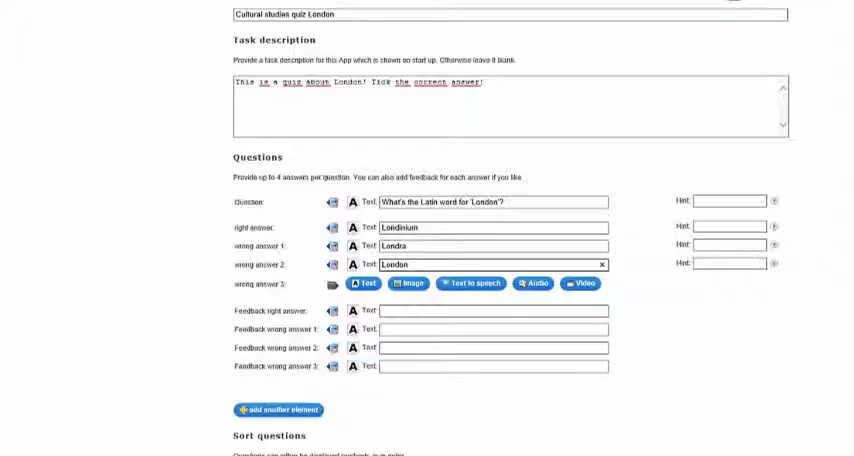 Cultural studies quiz London
Task description
Provide a task description for this App which is shown on start up. Otherwise leave it blank.
This is a quiz about London! Tick the correct answer!
Questions
Provide up to 4 answers per question. You can also add feedback for each answer if you like
Question: A Text What's the Latin word for 'London'? Hint:
right answer: A Text Londinium Hint:
wrong answer 1: A Text Londra Hint:
wrong answer 2: A Text London × Hint:
wrong answer 3: A Text Image Text to speech Audio Video
Feedback right answer: A Text
Feedback wrong answer 1: A Text
Feedback wrong answer 2: A Text
Feedback wrong answer 3: A Text
add another element
Sort questions